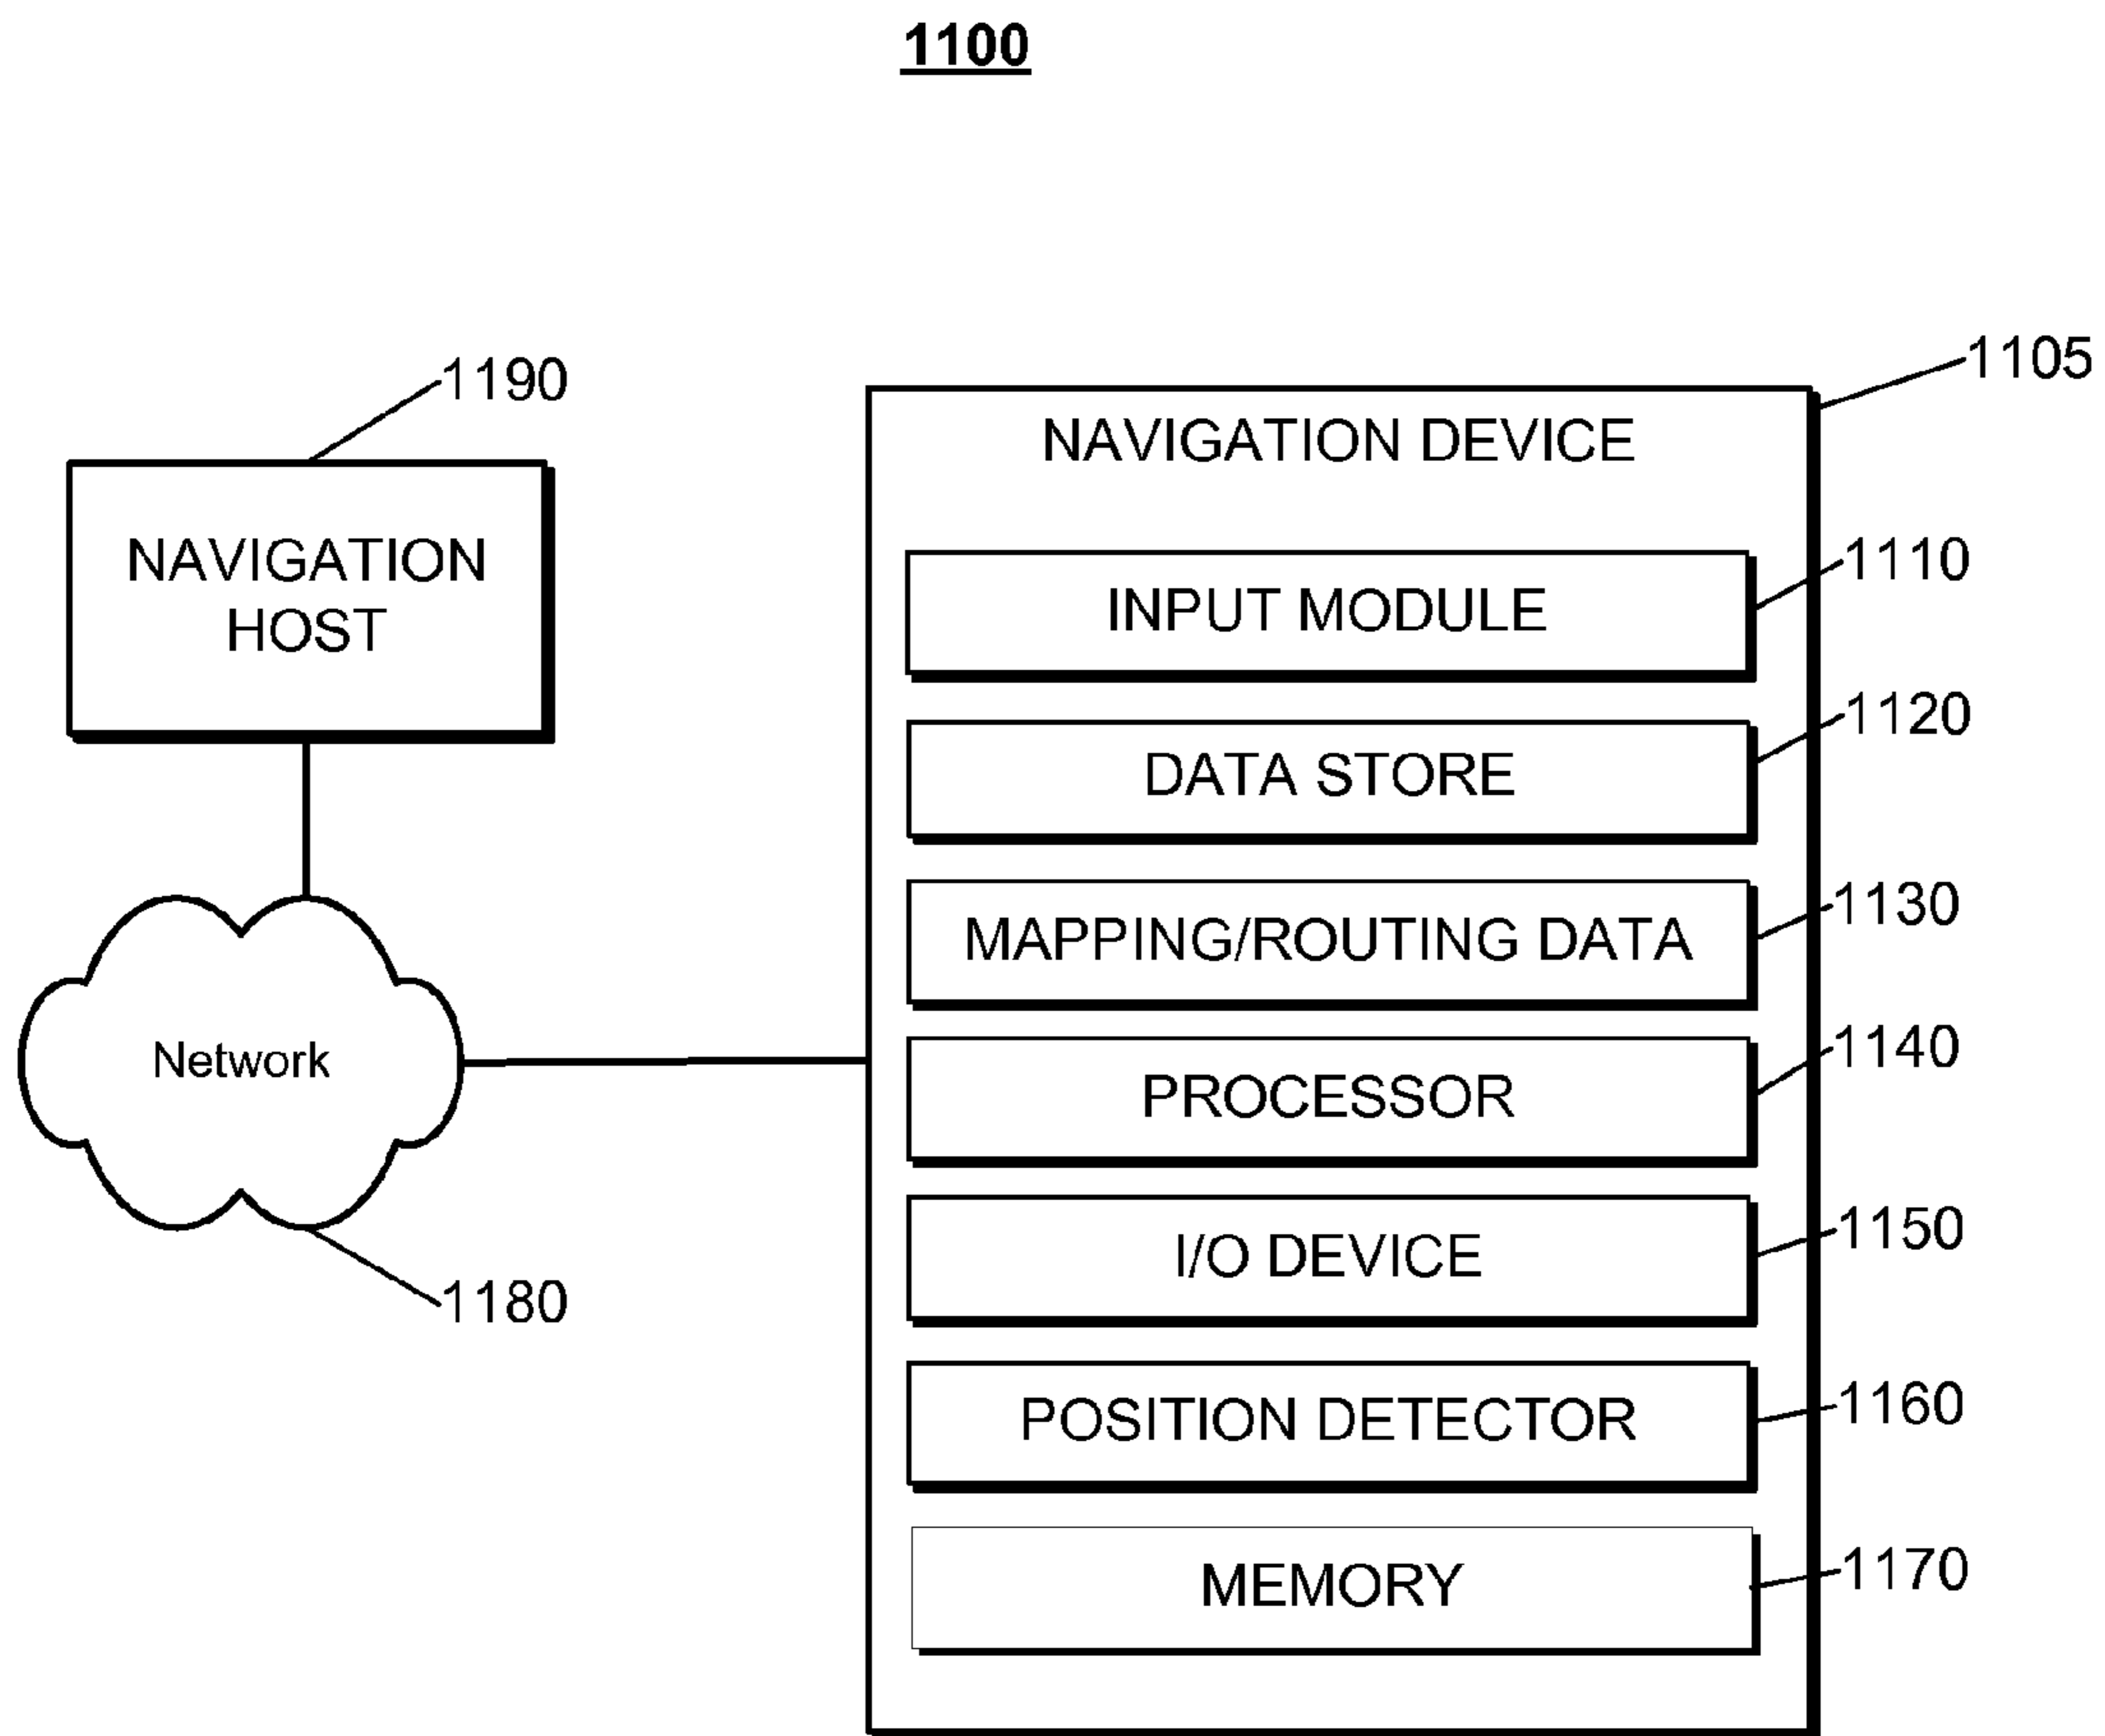 1100
1190
NAVIGATION
HOST
Network
1180
1105
NAVIGATION DEVICE
1110
INPUT MODULE
1120
DATA STORE
1130
MAPPING/ROUTING DATA
1140
PROCESSOR
1150
I/O DEVICE
1160
POSITION DETECTOR
1170
MEMORY